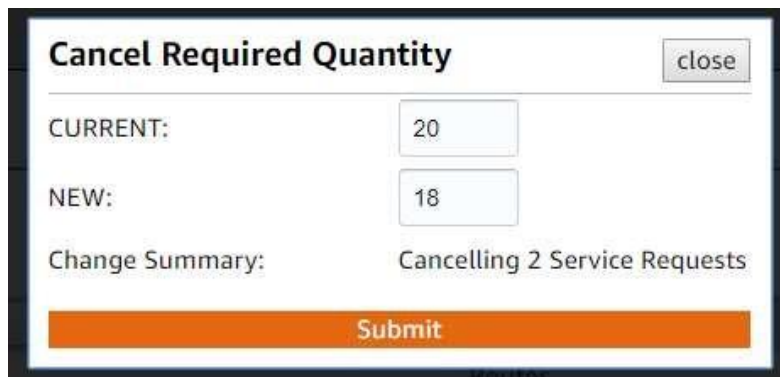 Cancel Required Quantity close
CURRENT: 20
NEW: 18
Change Summary: Cancelling 2 Service Requests
Submit